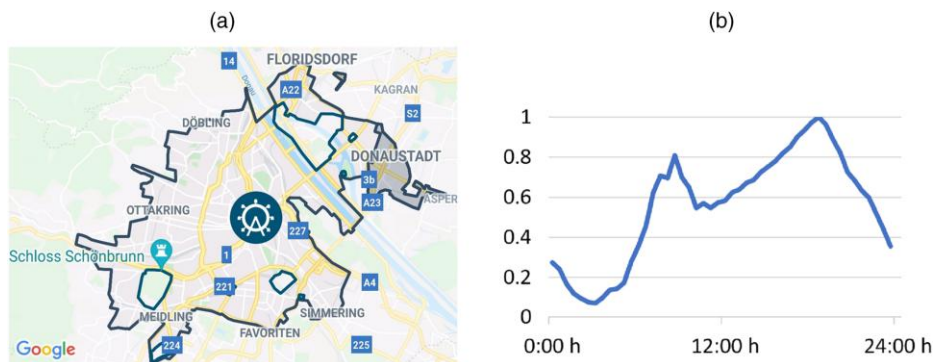 (a)
(b)
14
FLORIDSDORF
A22
KAGRAN
S2
DÖBLING
DONAUSTADT
3b
A23
ASPER
OTTAKRING
227
Schloss Schönbrunn
1
A4
221
MEIDLING
SIMMERING
FAVORITEN
224
225
Google
Donau
1
0.8
0.6
0.4
0.2
0
0:00 h
12:00 h
24:00 h